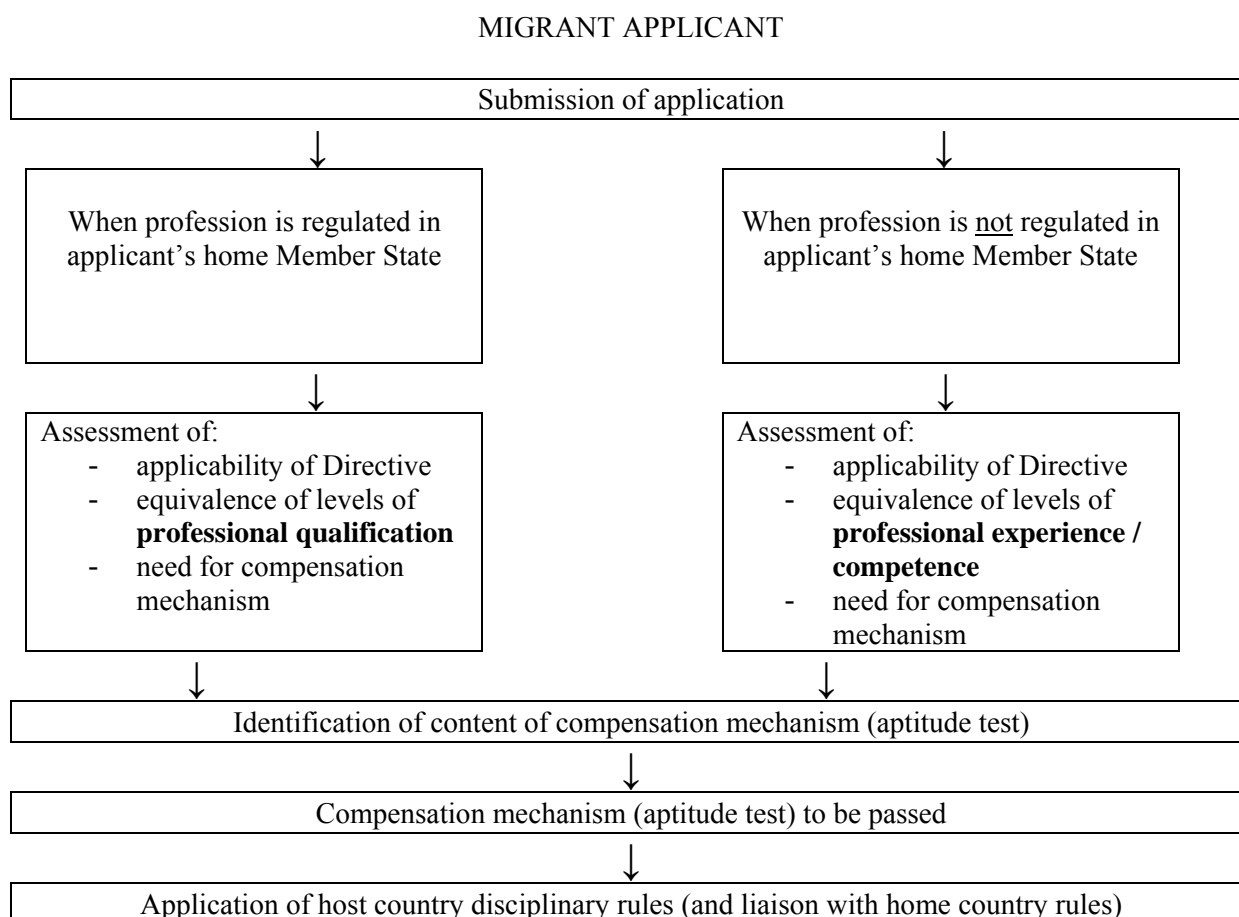 MIGRANT APPLICANT
Submission of application
↓ ↓
When profession is regulated in
applicant’s home Member State
When profession is not regulated in
applicant’s home Member State
↓ ↓
Assessment of:
- applicability of Directive
- equivalence of levels of
professional qualification
- need for compensation
mechanism
Assessment of:
- applicability of Directive
- equivalence of levels of
professional experience /
competence
- need for compensation
mechanism
↓ ↓
Identification of content of compensation mechanism (aptitude test)
↓
Compensation mechanism (aptitude test) to be passed
↓
Application of host country disciplinary rules (and liaison with home country rules)